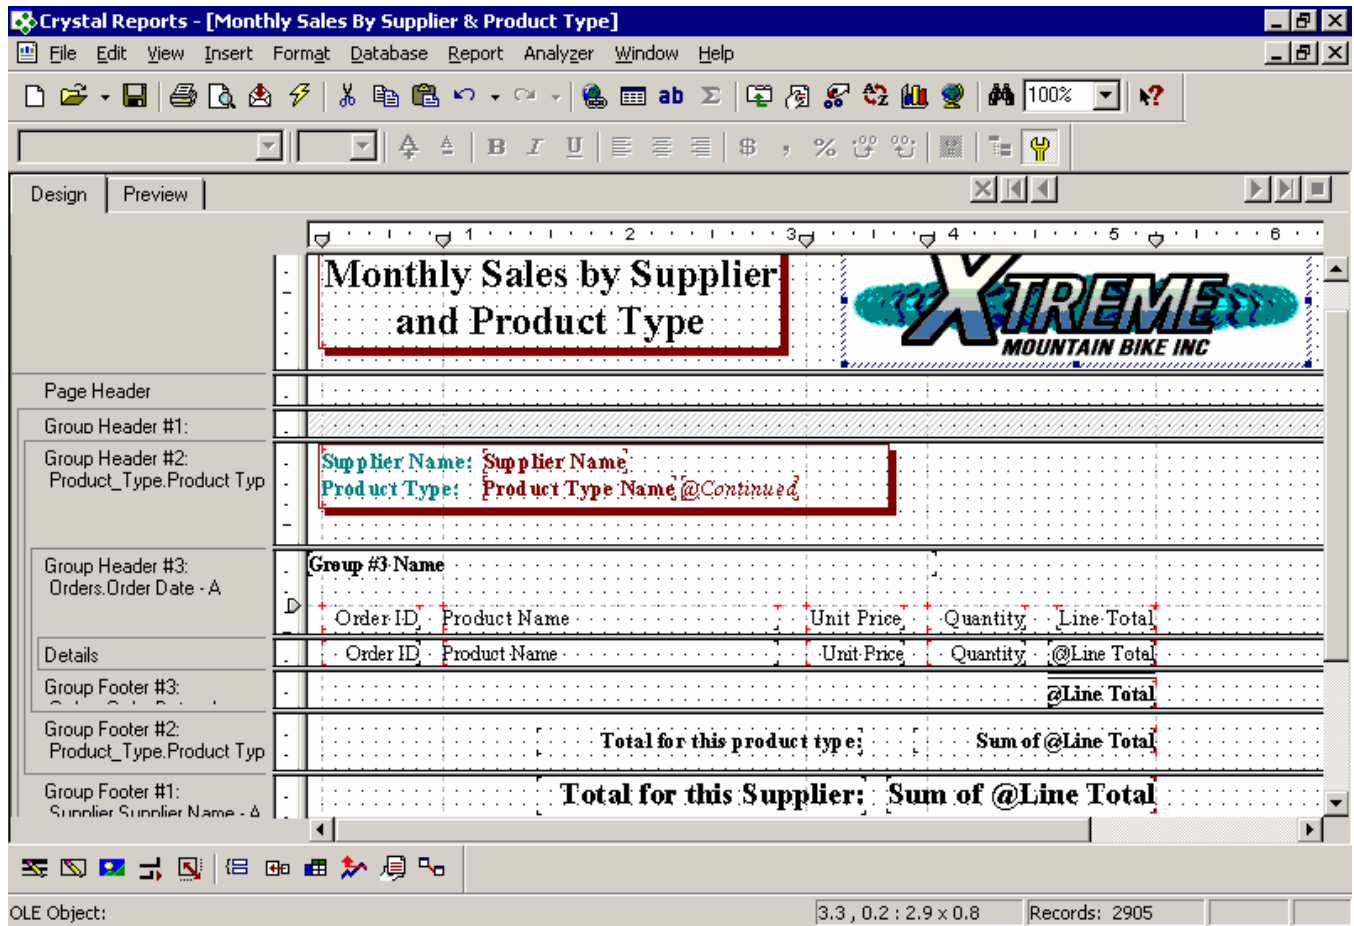 Crystal Reports - [Monthly Sales By Supplier & Product Type]
File Edit View Insert Format Database Report Analyzer Window Help
ab Σ 100% ?
B I U $ , %
Design Preview
1 2 3 4 5 6
Monthly Sales by Supplier
and Product Type
XTREME
MOUNTAIN BIKE INC
Page Header
Group Header #1:
Group Header #2:
Product_Type.Product Typ
Supplier Name: Supplier Name
Product Type: Product Type Name @Continued
Group Header #3:
Orders.Order Date - A
Group #3 Name
Order ID Product Name Unit Price Quantity Line Total
Details
Order ID Product Name Unit Price Quantity @Line Total
Group Footer #3:
@Line Total
Group Footer #2:
Product_Type.Product Typ
Total for this product type: Sum of @Line Total
Group Footer #1:
Supplier.Supplier Name - A
Total for this Supplier: Sum of @Line Total
OLE Object:
3.3 , 0.2 : 2.9 x 0.8
Records: 2905